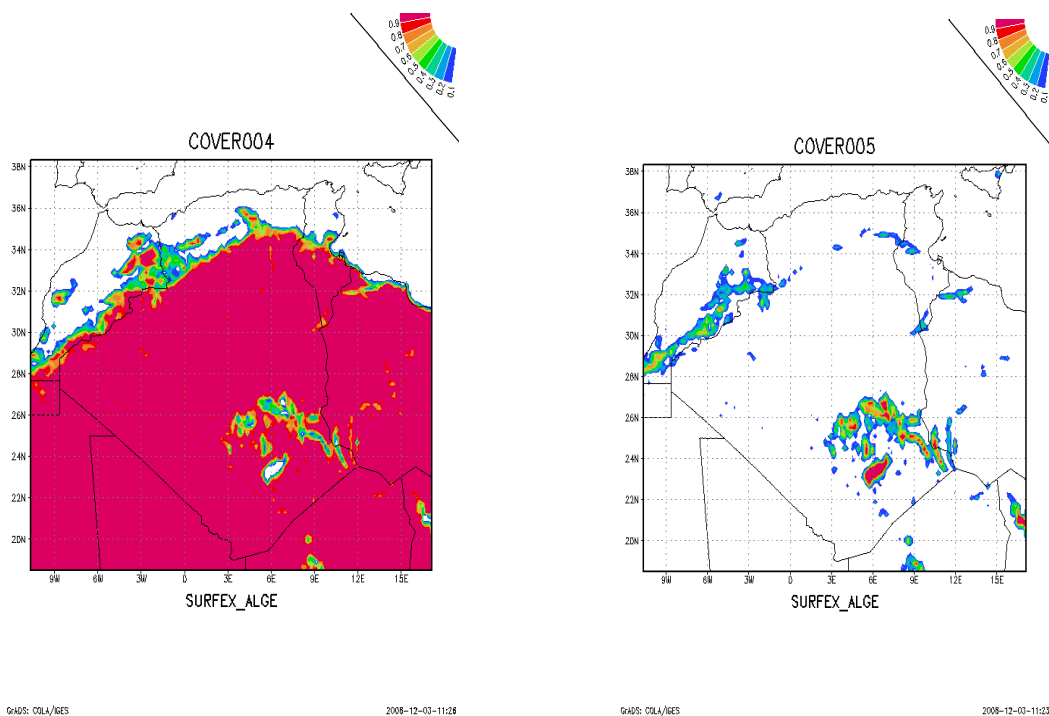 0.9
0.8
0.7
0.6
0.5
0.4
0.3
0.2
0.1
COVER004
38N
36N
34N
32N
30N
28N
26N
24N
22N
20N
9W
6W
3W
0
3E
6E
9E
12E
15E
SURFEX_ALGE
GrADS: COLA/IGES
2006-12-03-11:26
0.9
0.8
0.7
0.6
0.5
0.4
0.3
0.2
0.1
COVER005
38N
36N
34N
32N
30N
28N
26N
24N
22N
20N
9W
6W
3W
0
3E
6E
9E
12E
15E
SURFEX_ALGE
GrADS: COLA/IGES
2006-12-03-11:23